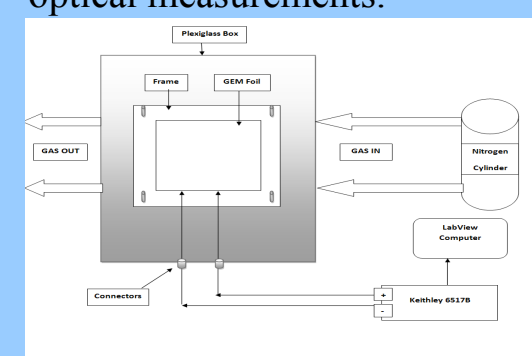 optical measurements.
Plexiglass Box
Frame
GEM Foil
GAS OUT
GAS IN
Nitrogen
Cylinder
LabView
Computer
Connectors
+
Keithley 6517B
-